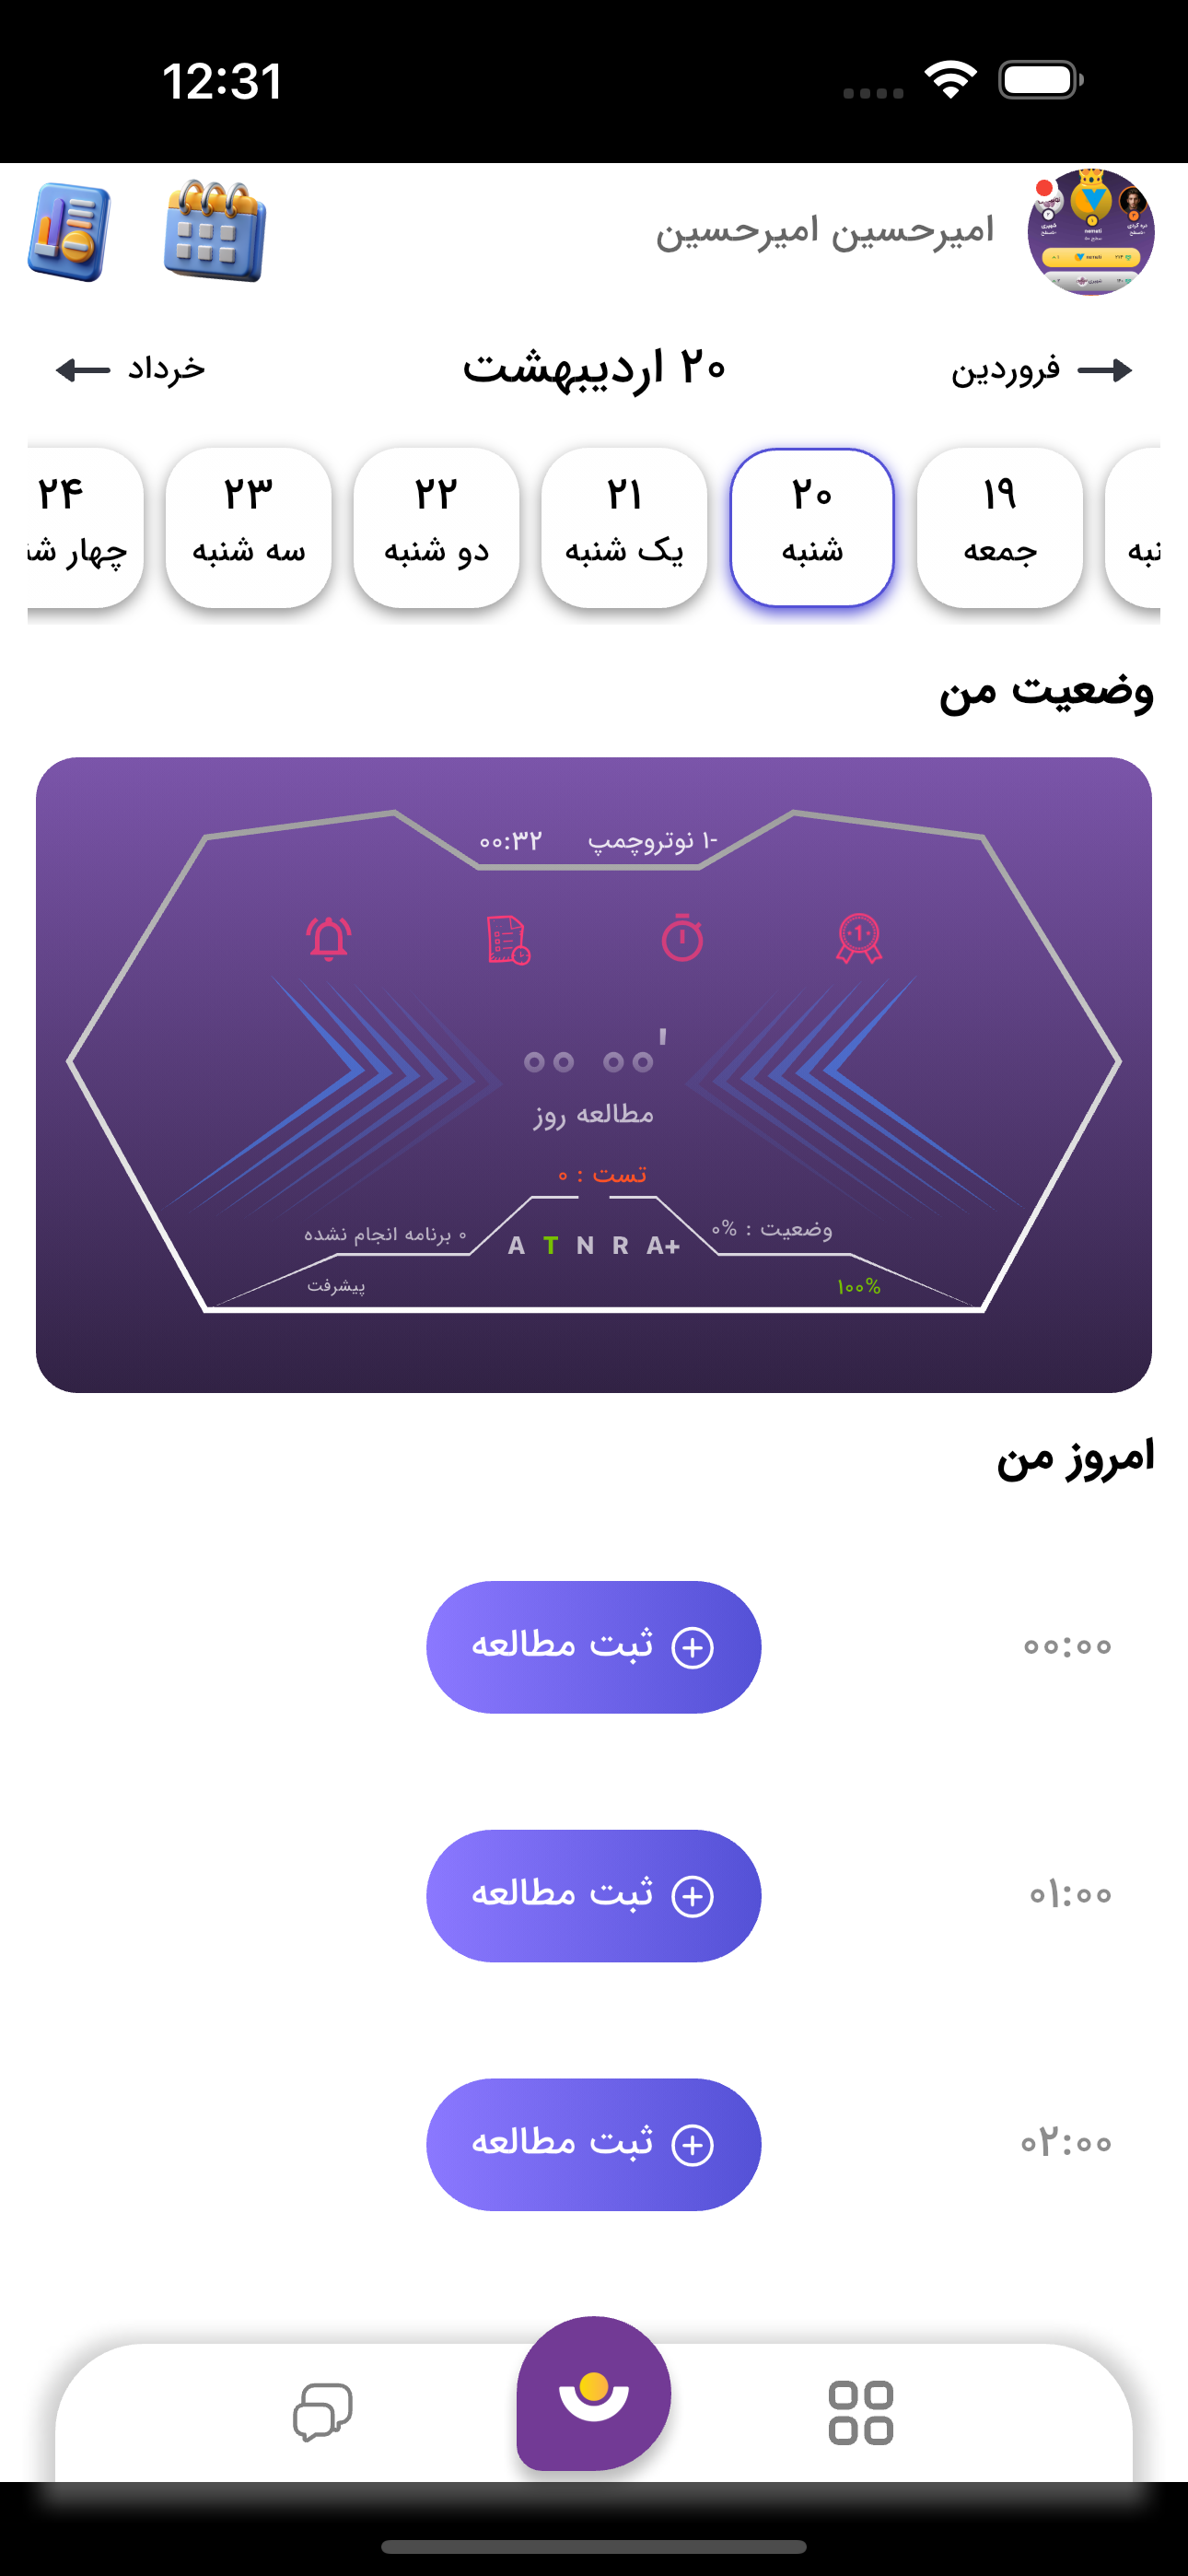 12:31
امیرحسین امیرحسین
فروردین
۲۰ اردیبهشت
خرداد
۱۹
جمعه
۲۰
شنبه
۲۱
یک شنبه
۲۲
دو شنبه
۲۳
سه شنبه
۲۴
چهار
وضعیت من
-۱ نوتروچمپ ۰۰:۳۲
۰۰ ۰۰'
مطالعه روز
تست : ۰
وضعیت : %۰
A T N R A+
۰ برنامه انجام نشده
۱۰۰%
پیشرفت
امروز من
۰۰:۰۰
ثبت مطالعه
۰۱:۰۰
ثبت مطالعه
۰۲:۰۰
ثبت مطالعه